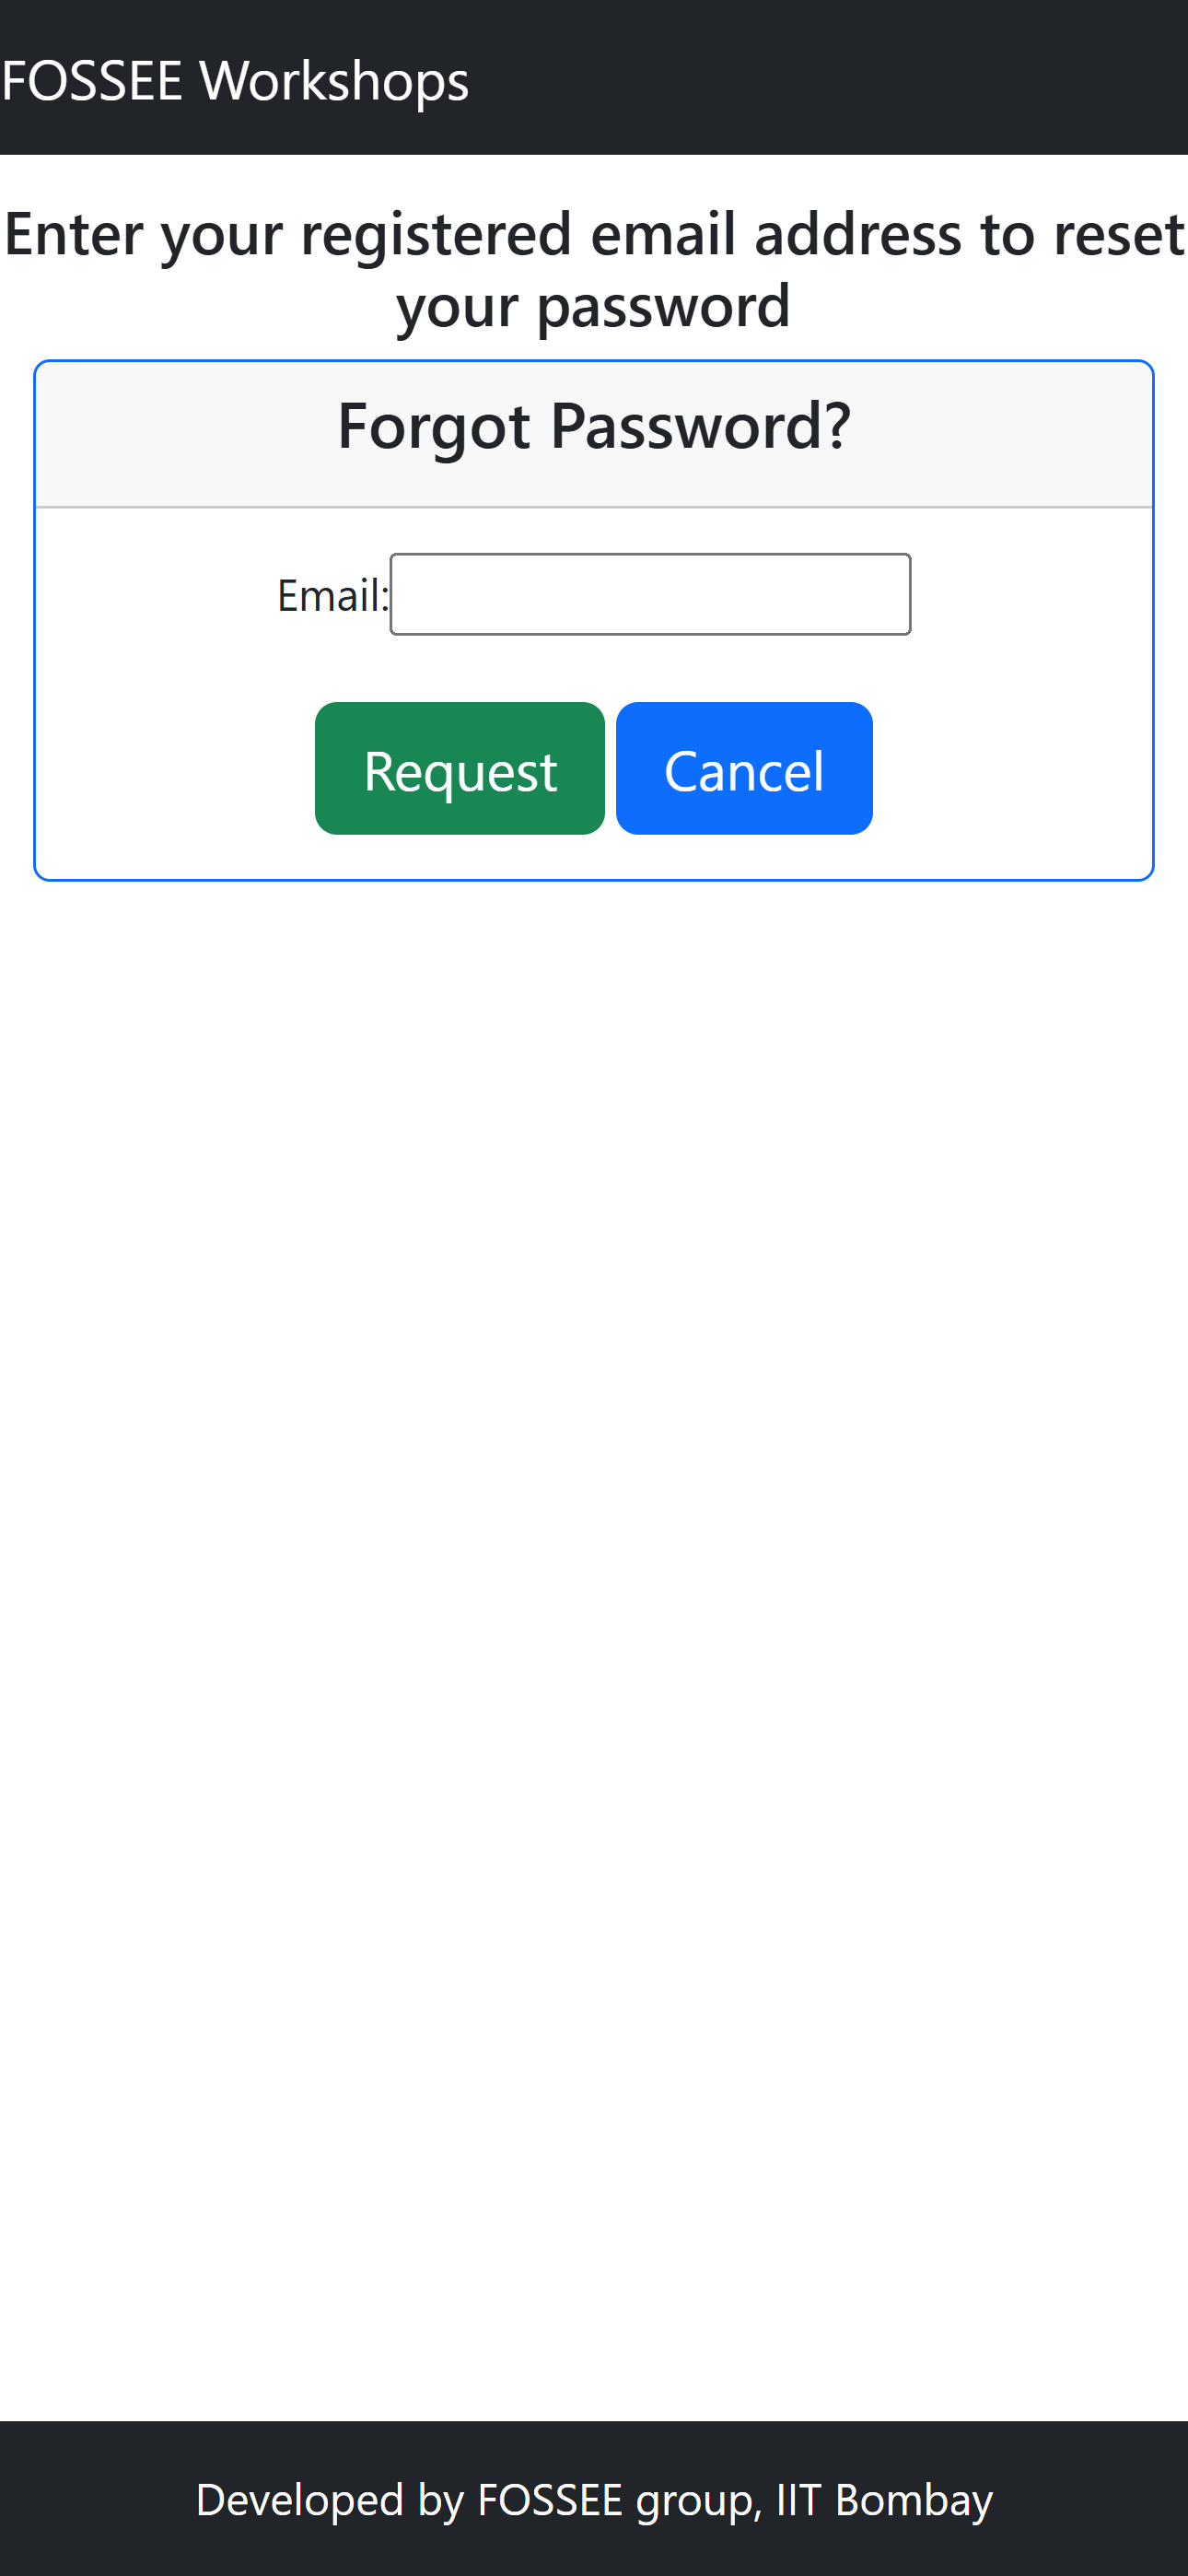 FOSSEE Workshops
Enter your registered email address to reset
your password
Forgot Password?
Email:
Request Cancel
Developed by FOSSEE group, IIT Bombay